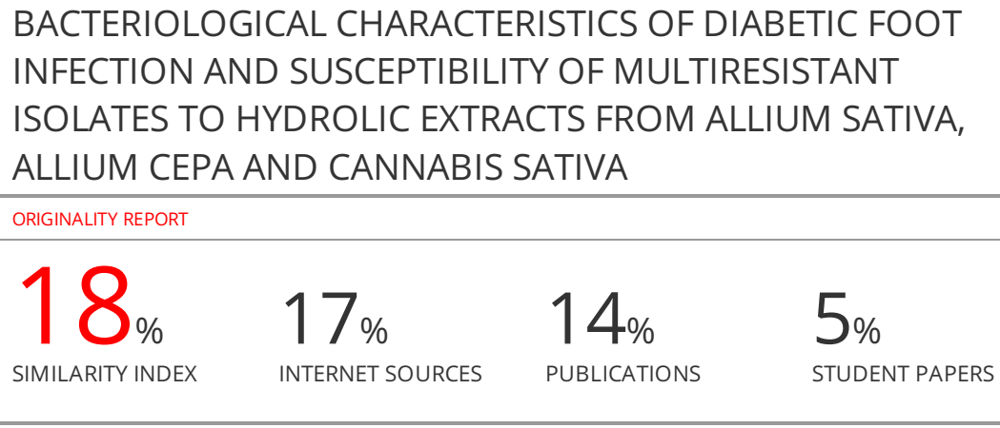 BACTERIOLOGICAL CHARACTERISTICS OF DIABETIC FOOT
INFECTION AND SUSCEPTIBILITY OF MULTIRESISTANT
ISOLATES TO HYDROLIC EXTRACTS FROM ALLIUM SATIVA,
ALLIUM CEPA AND CANNABIS SATIVA
ORIGINALITY REPORT
18% 17% 14% 5%
SIMILARITY INDEX INTERNET SOURCES PUBLICATIONS STUDENT PAPERS